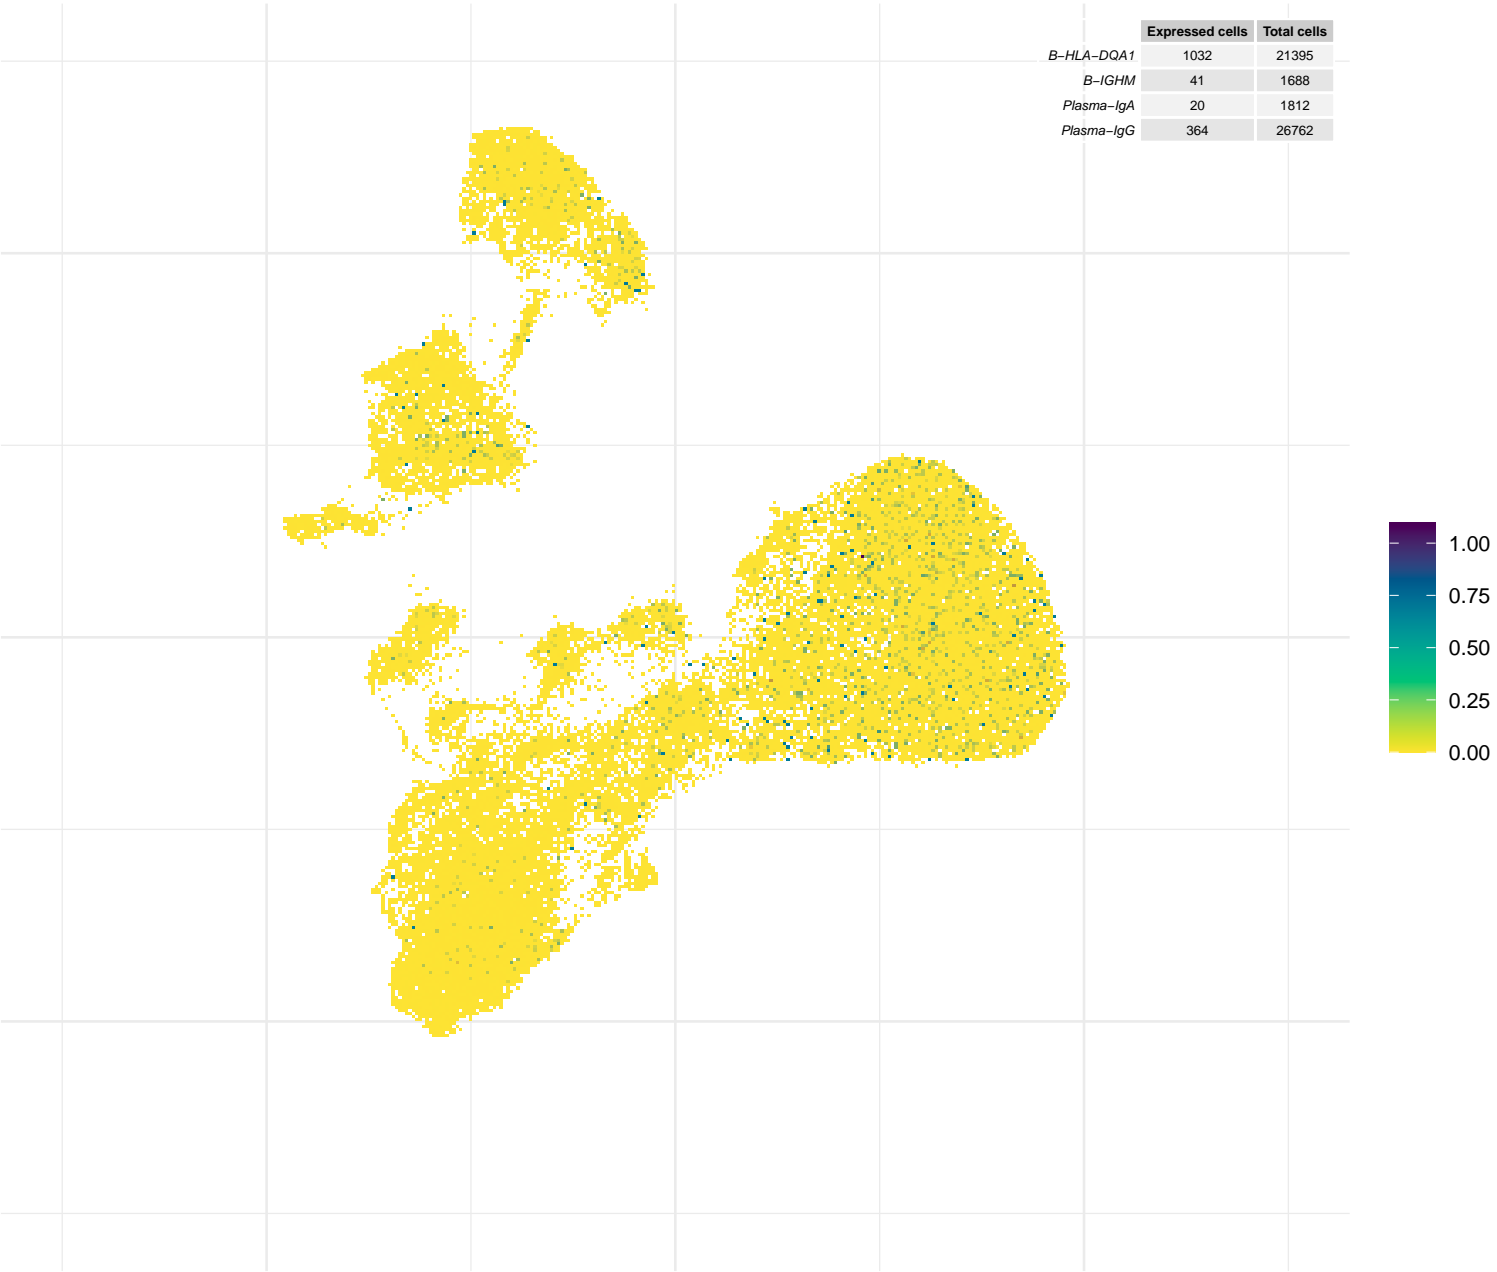 Expressed cells Total cells
B−HLA−DQA1 1032 21395
B−IGHM 41 1688
Plasma−IgA 20 1812
Plasma−IgG 364 26762
1.00
0.75
0.50
0.25
0.00